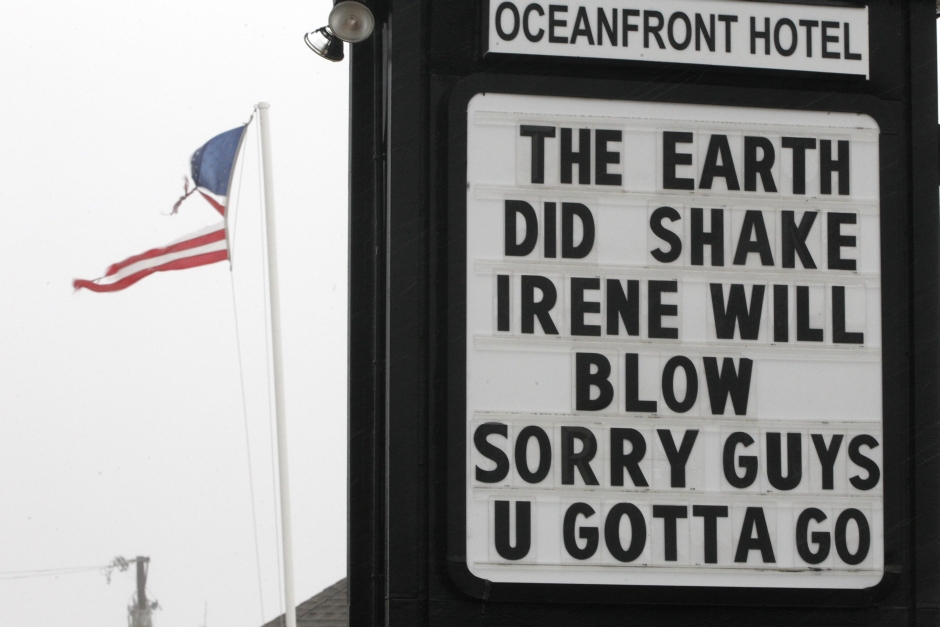 OCEANFRONT HOTEL
THE EARTH
DID SHAKE
IRENE WILL
BLOW
SORRY GUYS
U GOTTA GO